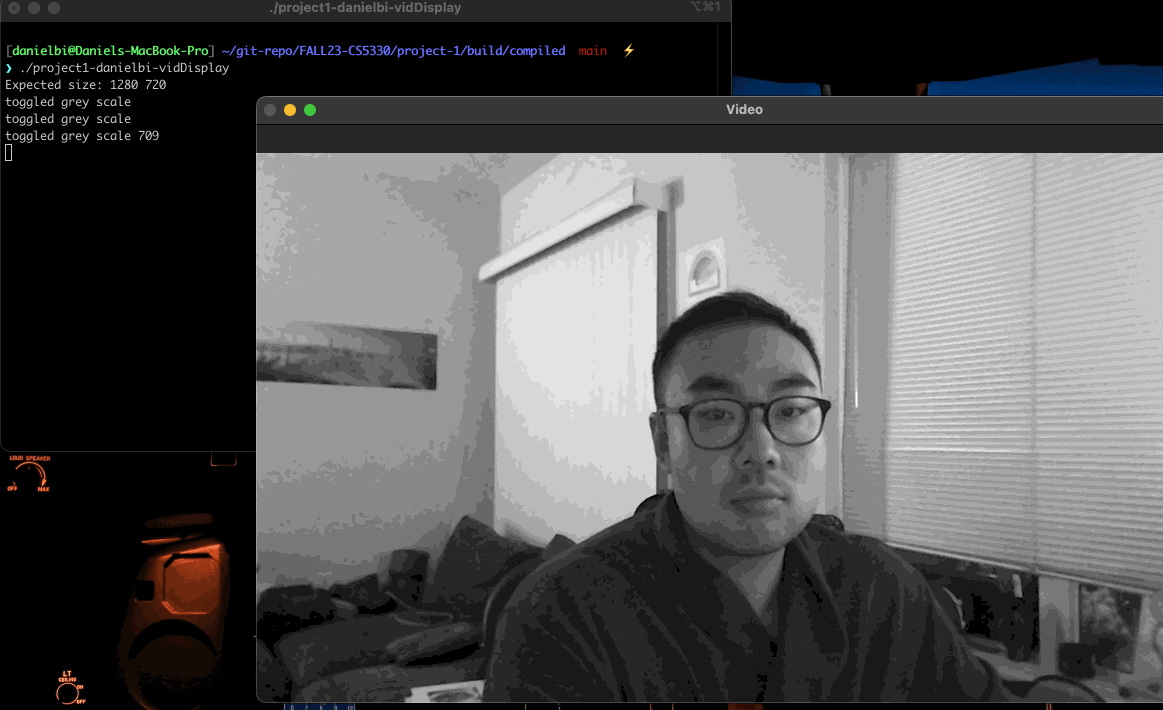 ./project1-danielbi-vidDisplay
⌥⌘1
[danielbi@Daniels-MacBook-Pro] ~/git-repo/FALL23-CS5330/project-1/build/compiled main ⚡
❯ ./project1-danielbi-vidDisplay
Expected size: 1280 720
toggled grey scale
toggled grey scale
toggled grey scale 709
Video
LOUD SPEAKER
OFF MAX
LT
CEILING
ON
OFF